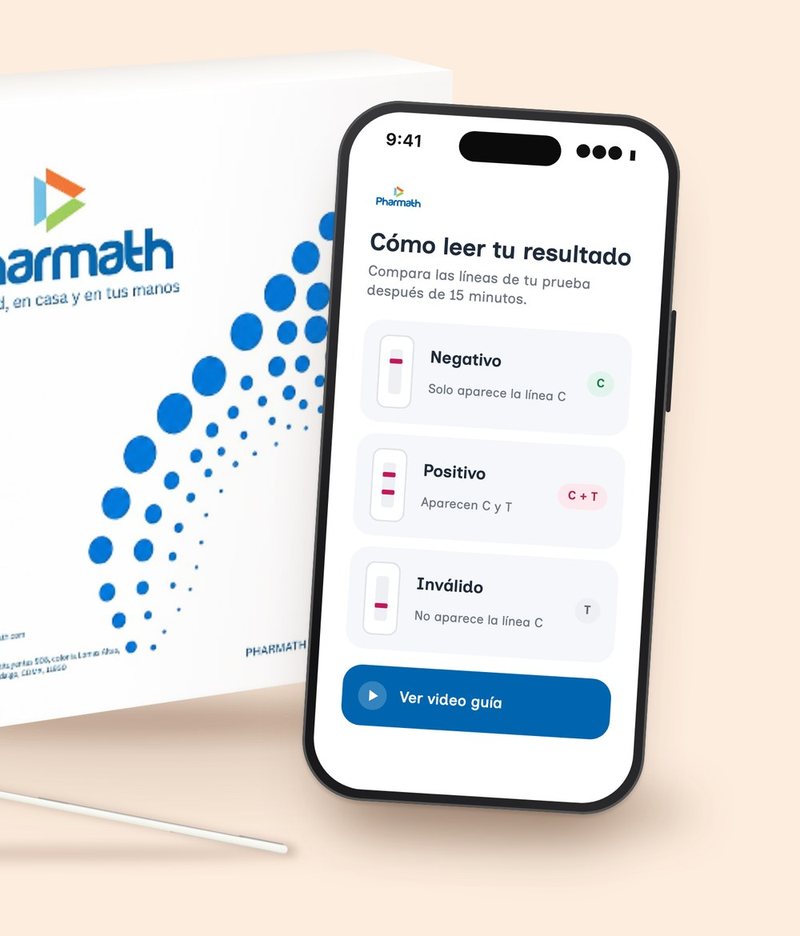 armath
d, en casa y en tus manos
PHARMATH
9:41
Pharmath
Cómo leer tu resultado
Compara las líneas de tu prueba
después de 15 minutos.
Negativo
Solo aparece la línea C
C
Positivo
Aparecen C y T
C + T
Inválido
No aparece la línea C
T
Ver video guía